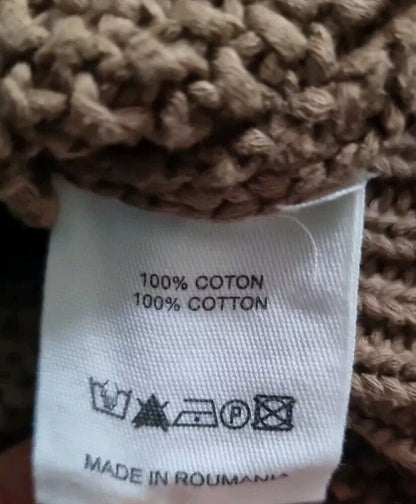 100% COTON
100% COTTON
P
MADE IN ROUMANIA